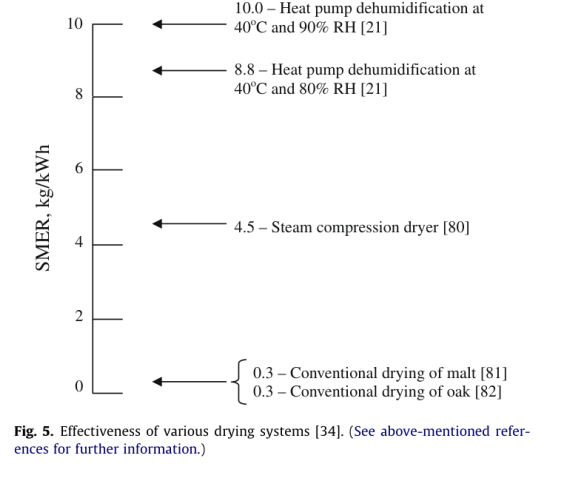 10.0 – Heat pump dehumidification at
40°C and 90% RH [21]
10
8.8 – Heat pump dehumidification at
40°C and 80% RH [21]
8
6
SMER, kg/kWh
4.5 – Steam compression dryer [80]
4
2
0.3 – Conventional drying of malt [81]
0.3 – Conventional drying of oak [82]
0
Fig. 5. Effectiveness of various drying systems [34]. (See above-mentioned refer-
ences for further information.)